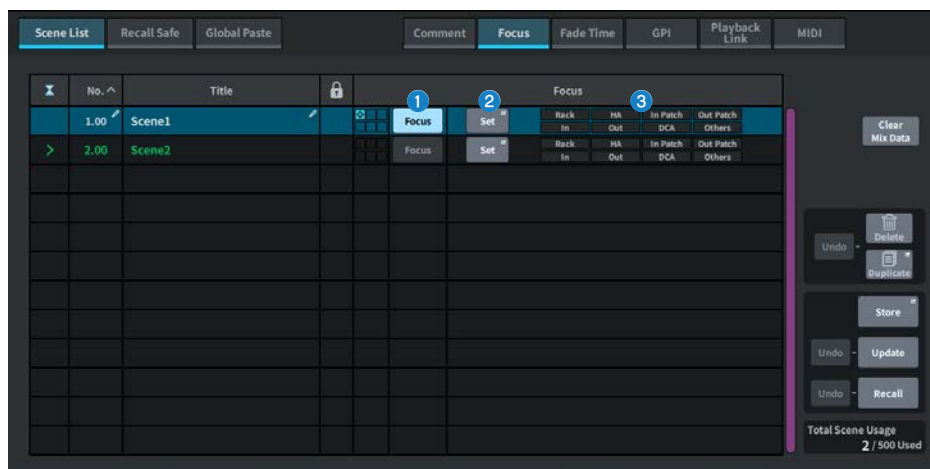 Scene List Recall Safe Global Paste Comment Focus Fade Time GPI Playback Link MIDI
No. Title Focus
1 2 3
1.00 Scene1 Focus Set Rack HA In Patch Out Patch
In Out DCA Others
2.00 Scene2 Focus Set Rack HA In Patch Out Patch
In Out DCA Others
Clear
Mix Data
Undo - Delete
Duplicate
Store
Undo - Update
Undo - Recall
Total Scene Usage
2 / 500 Used